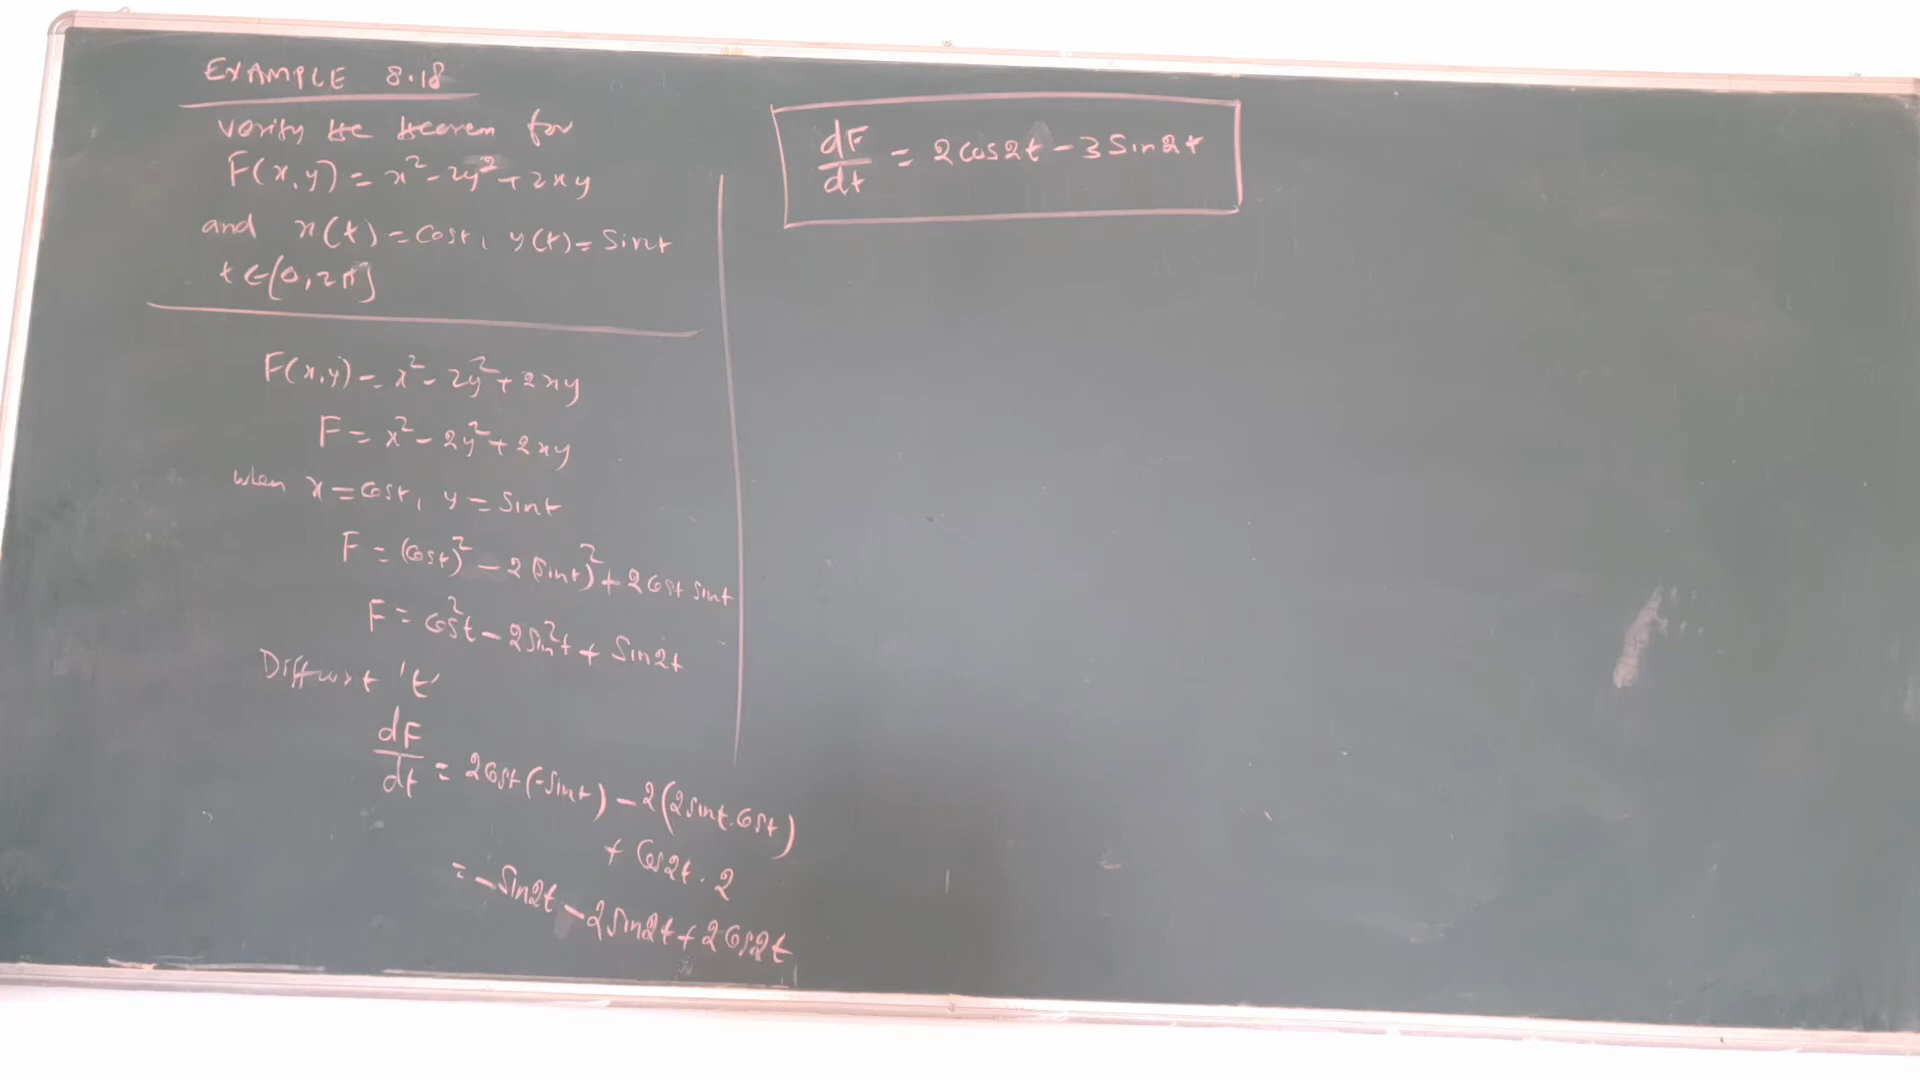 EXAMPLE 8.18
Verify the theorem for
F(x,y) = x² - 2y² + 2xy
and x(t) = cost, y(t) = sint
t ∈ [0, 2π]
F(x,y) = x² - 2y² + 2xy
F = x² - 2y² + 2xy
when x = cost, y = sint
F = (cost)² - 2(sint)² + 2cost sint
F = cos²t - 2sin²t + sin2t
Diff w.r.t 't'
dF/dt = 2cost(-sint) - 2(2sint.cost)
+ cos2t . 2
= -sin2t - 2sin2t + 2cos2t
dF/dt = 2cos2t - 3sin2t